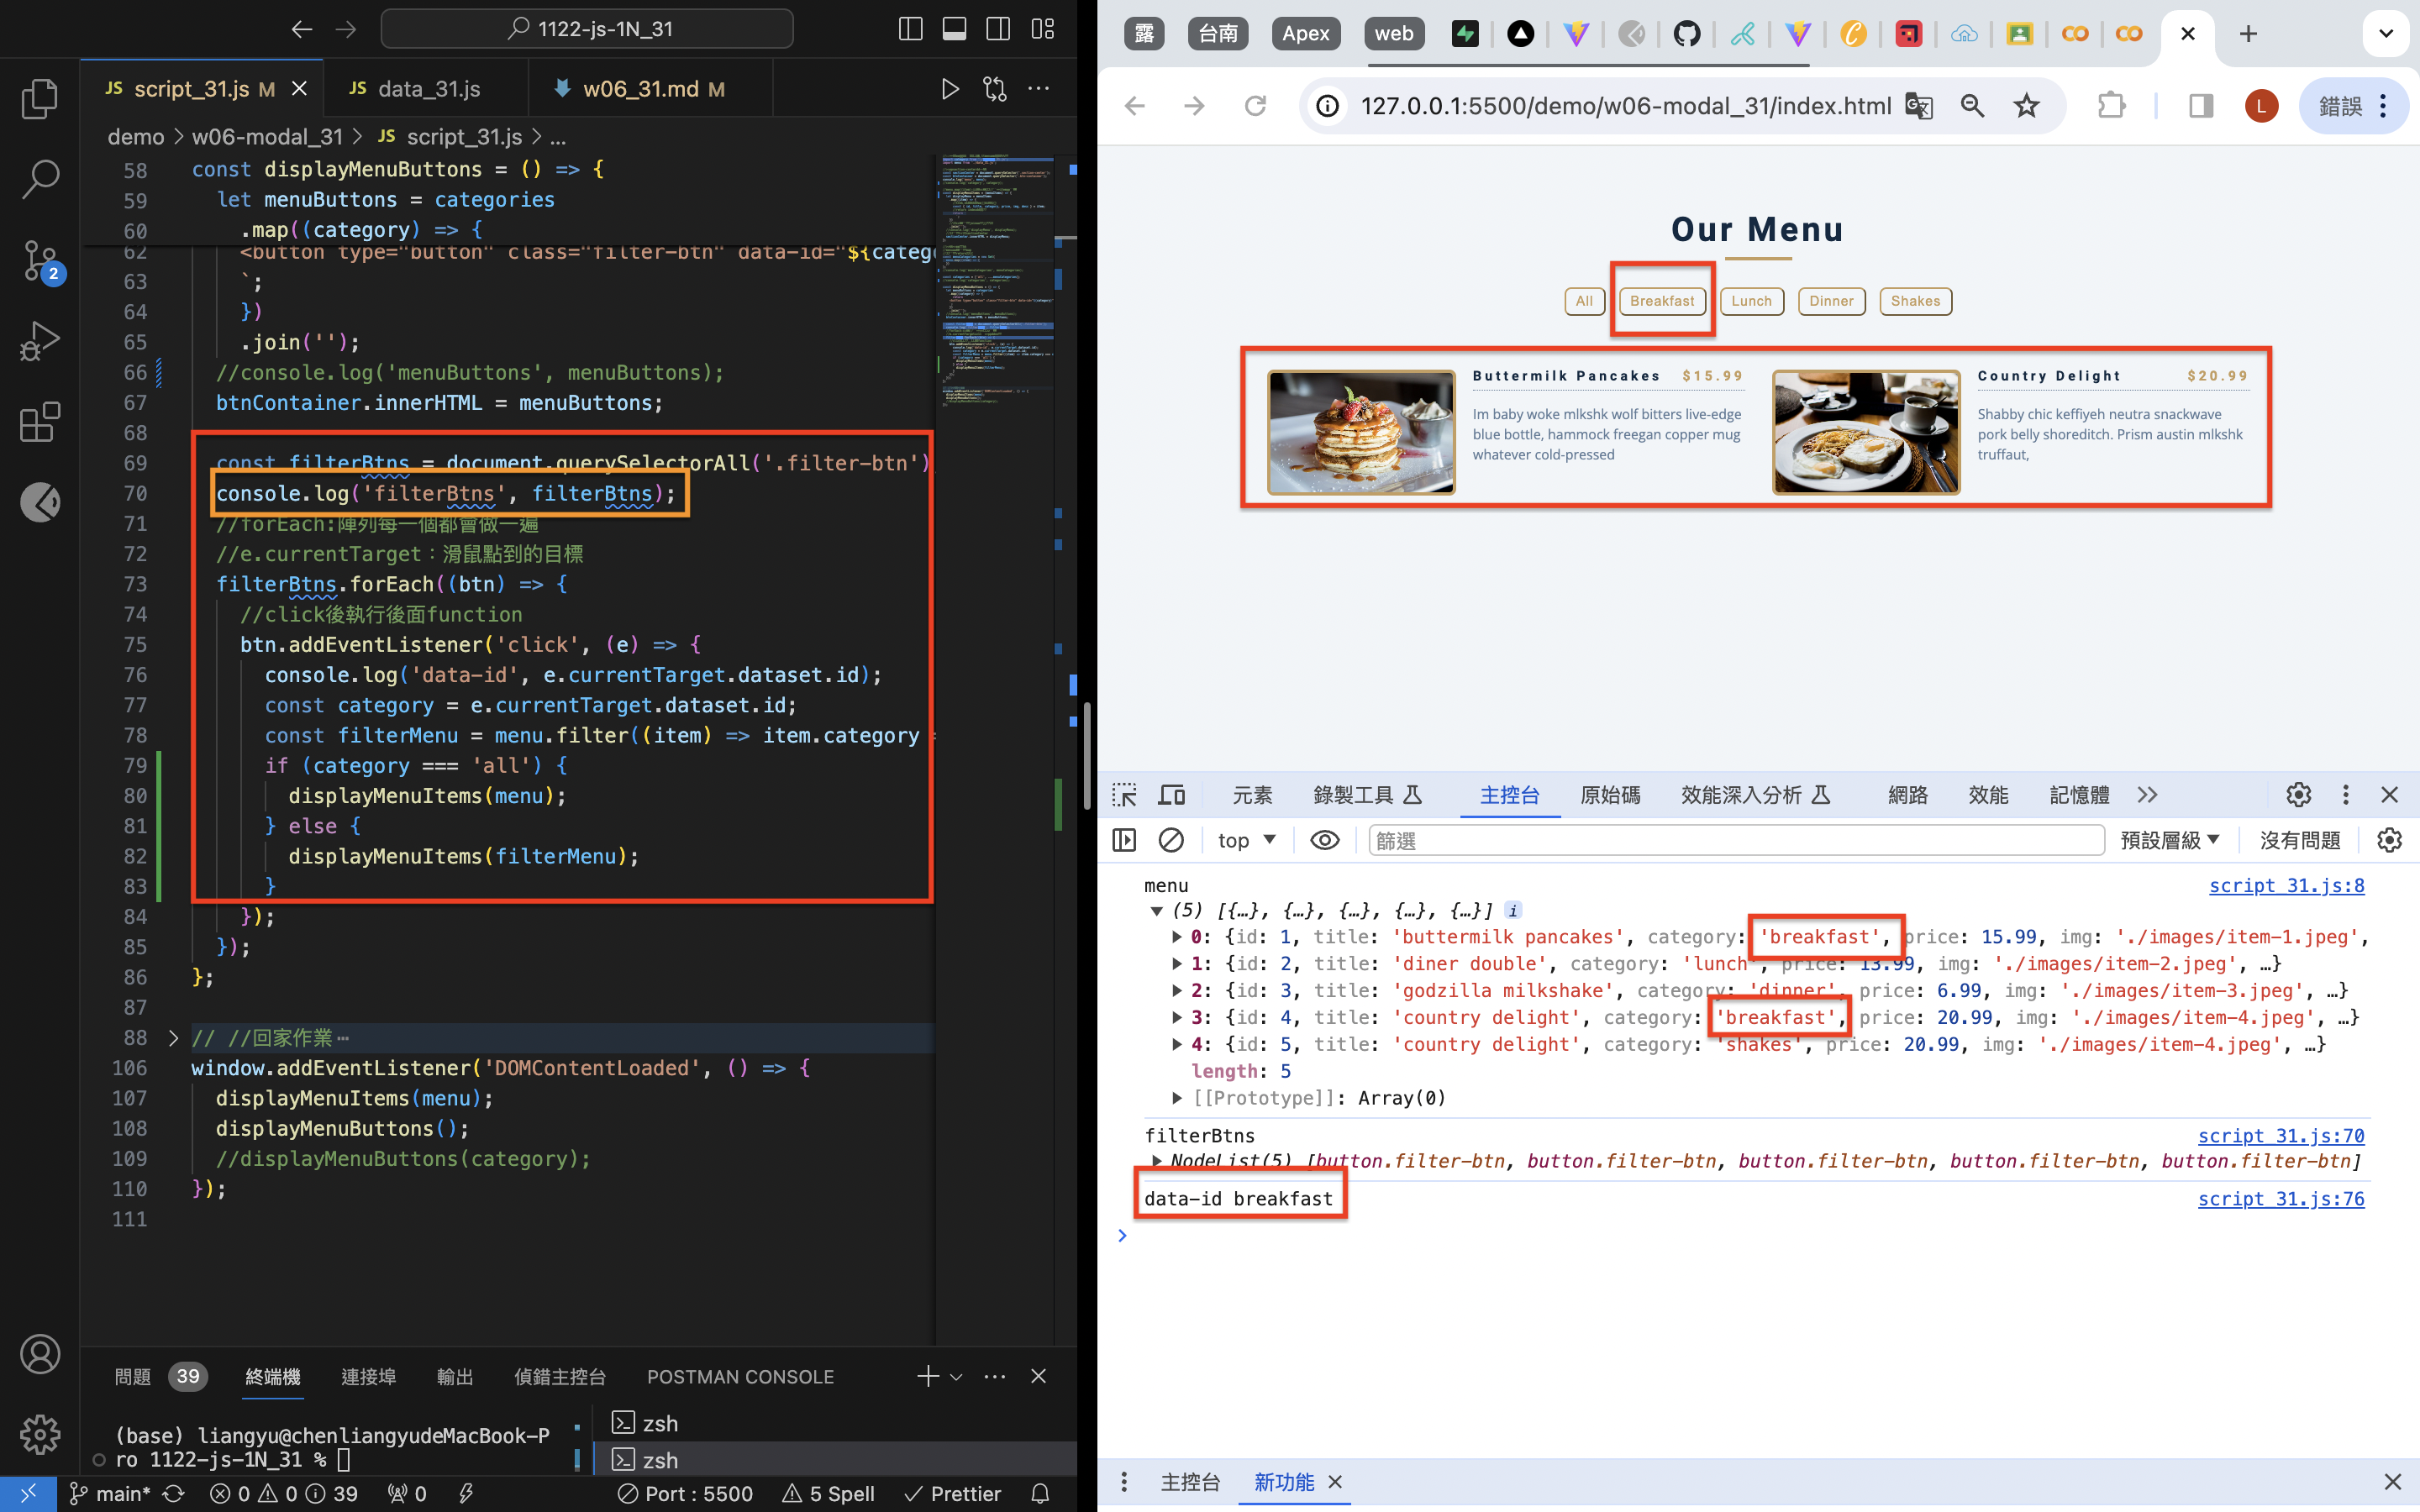 1122-js-1N_31
JS script_31.js M
JS data_31.js
w06_31.md M
demo > w06-modal_31 > JS script_31.js > ...
58 const displayMenuButtons = () => {
59 let menuButtons = categories
60 .map((category) => {
62 <button type="button" class="filter-btn" data-id="${categ
63 `;
64 })
65 .join('');
66 //console.log('menuButtons', menuButtons);
67 btnContainer.innerHTML = menuButtons;
68
69 const filterBtns = document.querySelectorAll('.filter-btn')
70 console.log('filterBtns', filterBtns);
71 //forEach:陣列每一個都會做一遍
72 //e.currentTarget：滑鼠點到的目標
73 filterBtns.forEach((btn) => {
74 //click後執行後面function
75 btn.addEventListener('click', (e) => {
76 console.log('data-id', e.currentTarget.dataset.id);
77 const category = e.currentTarget.dataset.id;
78 const filterMenu = menu.filter((item) => item.category =
79 if (category === 'all') {
80 displayMenuItems(menu);
81 } else {
82 displayMenuItems(filterMenu);
83 }
84 });
85 });
86 };
87
88 // //回家作業⋯
106 window.addEventListener('DOMContentLoaded', () => {
107 displayMenuItems(menu);
108 displayMenuButtons();
109 //displayMenuButtons(category);
110 });
111
2
問題 39 終端機 連接埠 輸出 偵錯主控台 POSTMAN CONSOLE
(base) liangyu@chenliangyudeMacBook-P
ro 1122-js-1N_31 %
zsh
zsh
main* 0 0 39 0 Port : 5500 5 Spell Prettier
露 台南 Apex web
127.0.0.1:5500/demo/w06-modal_31/index.html
L
錯誤
Our Menu
All Breakfast Lunch Dinner Shakes
Buttermilk Pancakes $15.99
Im baby woke mlkshk wolf bitters live-edge
blue bottle, hammock freegan copper mug
whatever cold-pressed
Country Delight $20.99
Shabby chic keffiyeh neutra snackwave
pork belly shoreditch. Prism austin mlkshk
truffaut,
元素 錄製工具 主控台 原始碼 效能深入分析 網路 效能 記憶體
top 篩選 預設層級 沒有問題
menu script_31.js:8
(5) [{…}, {…}, {…}, {…}, {…}] i
0: {id: 1, title: 'buttermilk pancakes', category: 'breakfast', price: 15.99, img: './images/item-1.jpeg',
1: {id: 2, title: 'diner double', category: 'lunch', price: 13.99, img: './images/item-2.jpeg', …}
2: {id: 3, title: 'godzilla milkshake', category: 'dinner', price: 6.99, img: './images/item-3.jpeg', …}
3: {id: 4, title: 'country delight', category: 'breakfast', price: 20.99, img: './images/item-4.jpeg', …}
4: {id: 5, title: 'country delight', category: 'shakes', price: 20.99, img: './images/item-4.jpeg', …}
length: 5
[[Prototype]]: Array(0)
filterBtns script_31.js:70
NodeList(5) [button.filter-btn, button.filter-btn, button.filter-btn, button.filter-btn, button.filter-btn]
data-id breakfast script_31.js:76
主控台 新功能